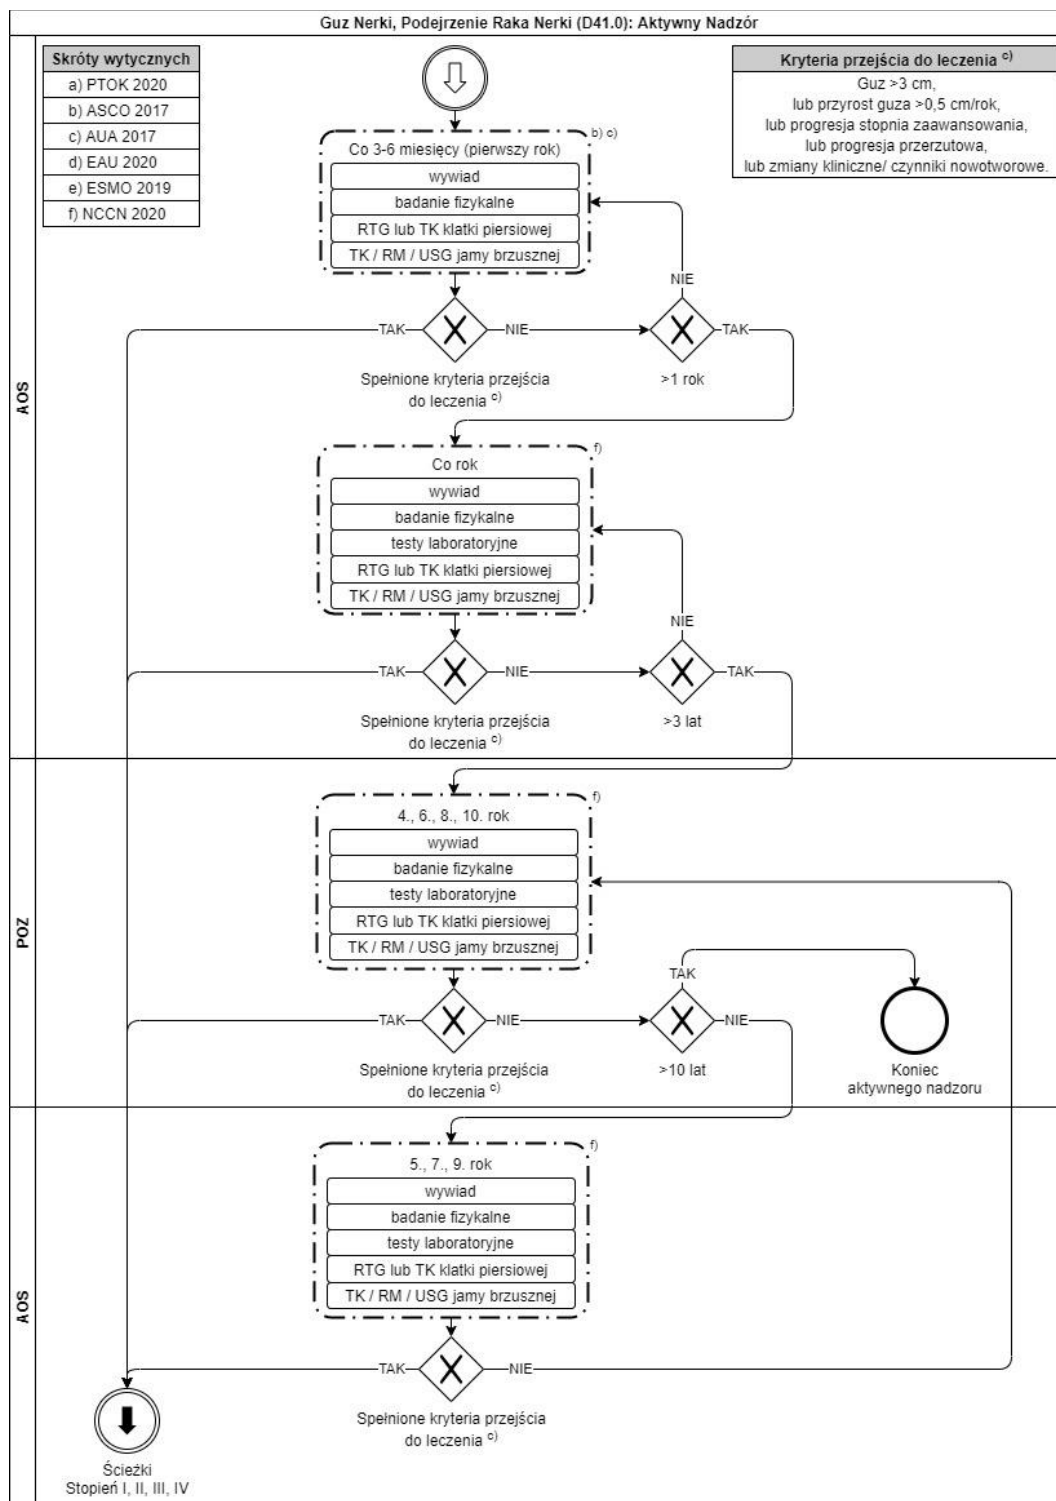 Guz Nerki, Podejrzenie Raka Nerki (D41.0): Aktywny Nadzór
Skróty wytycznych
a) PTOK 2020
b) ASCO 2017
c) AUA 2017
d) EAU 2020
e) ESMO 2019
f) NCCN 2020
Kryteria przejścia do leczenia c)
Guz >3 cm,
lub przyrost guza >0,5 cm/rok,
lub progresja stopnia zaawansowania,
lub progresja przerzutowa,
lub zmiany kliniczne/ czynniki nowotworowe.
AOS
b) c)
Co 3-6 miesięcy (pierwszy rok)
wywiad
badanie fizykalne
RTG lub TK klatki piersiowej
TK / RM / USG jamy brzusznej
NIE
TAK
NIE
TAK
Spełnione kryteria przejścia
do leczenia c)
>1 rok
f)
Co rok
wywiad
badanie fizykalne
testy laboratoryjne
RTG lub TK klatki piersiowej
TK / RM / USG jamy brzusznej
NIE
TAK
NIE
TAK
Spełnione kryteria przejścia
do leczenia c)
>3 lat
POZ
f)
4., 6., 8., 10. rok
wywiad
badanie fizykalne
testy laboratoryjne
RTG lub TK klatki piersiowej
TK / RM / USG jamy brzusznej
TAK
TAK
NIE
NIE
Spełnione kryteria przejścia
do leczenia c)
>10 lat
Koniec
aktywnego nadzoru
AOS
f)
5., 7., 9. rok
wywiad
badanie fizykalne
testy laboratoryjne
RTG lub TK klatki piersiowej
TK / RM / USG jamy brzusznej
TAK
NIE
Spełnione kryteria przejścia
do leczenia c)
Ścieżki
Stopień I, II, III, IV